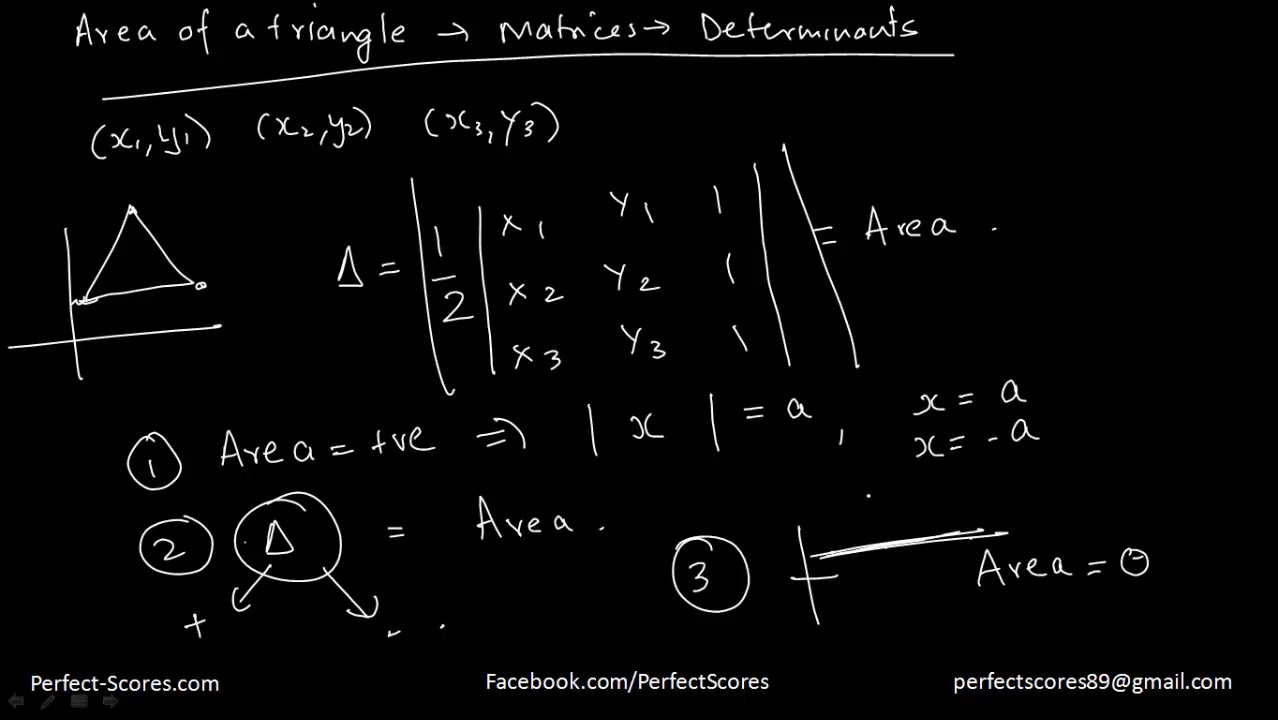 Area of a triangle → Matrices → Determinants
(x1, y1) (x2, y2) (x3, y3)
Δ = | 1/2 | x1 y1 1 | | = Area.
x2 y2 1
x3 y3 1
① Area = +ve ⇒ | x | = a, x = a
x = -a
② Δ = Area.
+ -
③ Area = 0
Perfect-Scores.com Facebook.com/PerfectScores perfectscores89@gmail.com